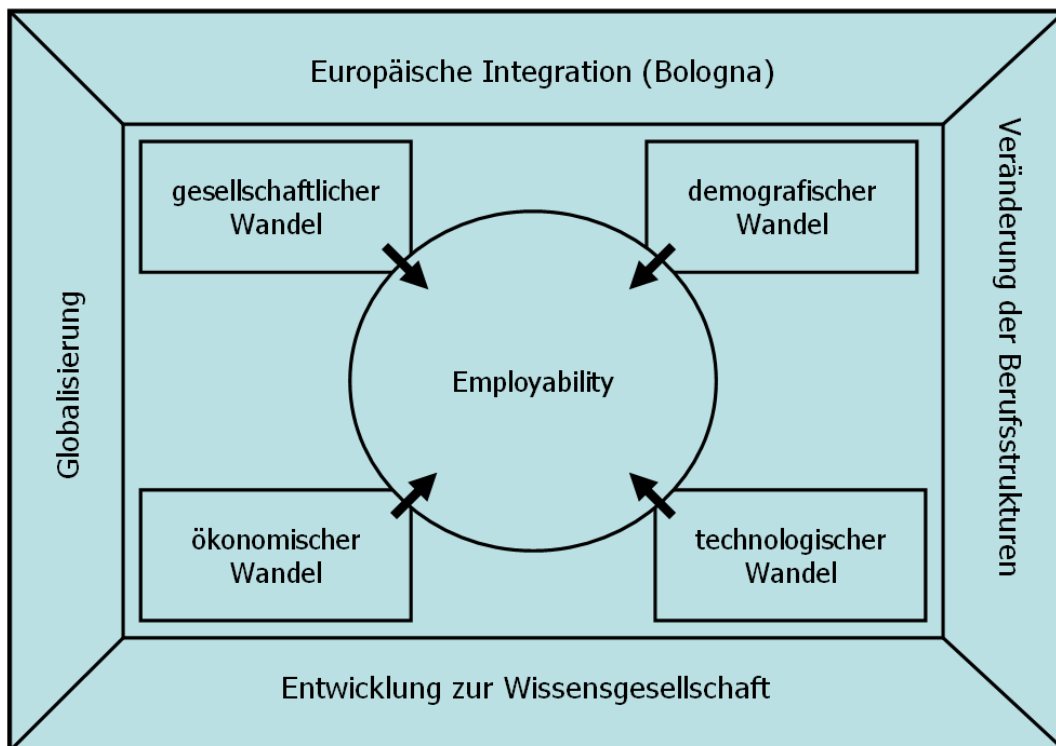 Europäische Integration (Bologna)
gesellschaftlicher
Wandel
demografischer
Wandel
Globalisierung
Employability
Veränderung der Berufsstrukturen
ökonomischer
Wandel
technologischer
Wandel
Entwicklung zur Wissensgesellschaft